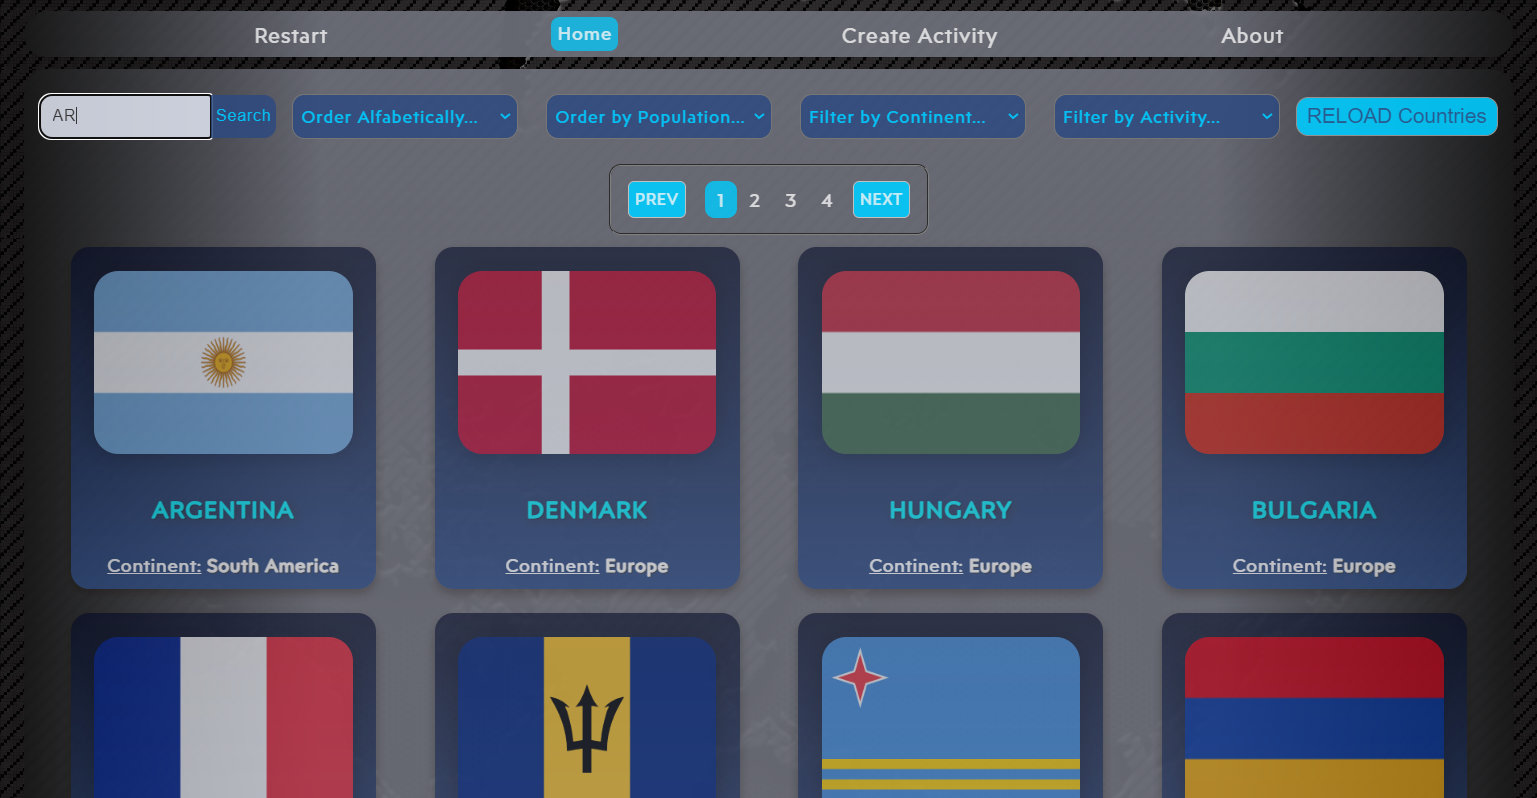 Restart Home Create Activity About
AR Search Order Alfabetically... Order by Population... Filter by Continent... Filter by Activity... RELOAD Countries
PREV 1 2 3 4 NEXT
ARGENTINA DENMARK HUNGARY BULGARIA
Continent: South America Continent: Europe Continent: Europe Continent: Europe